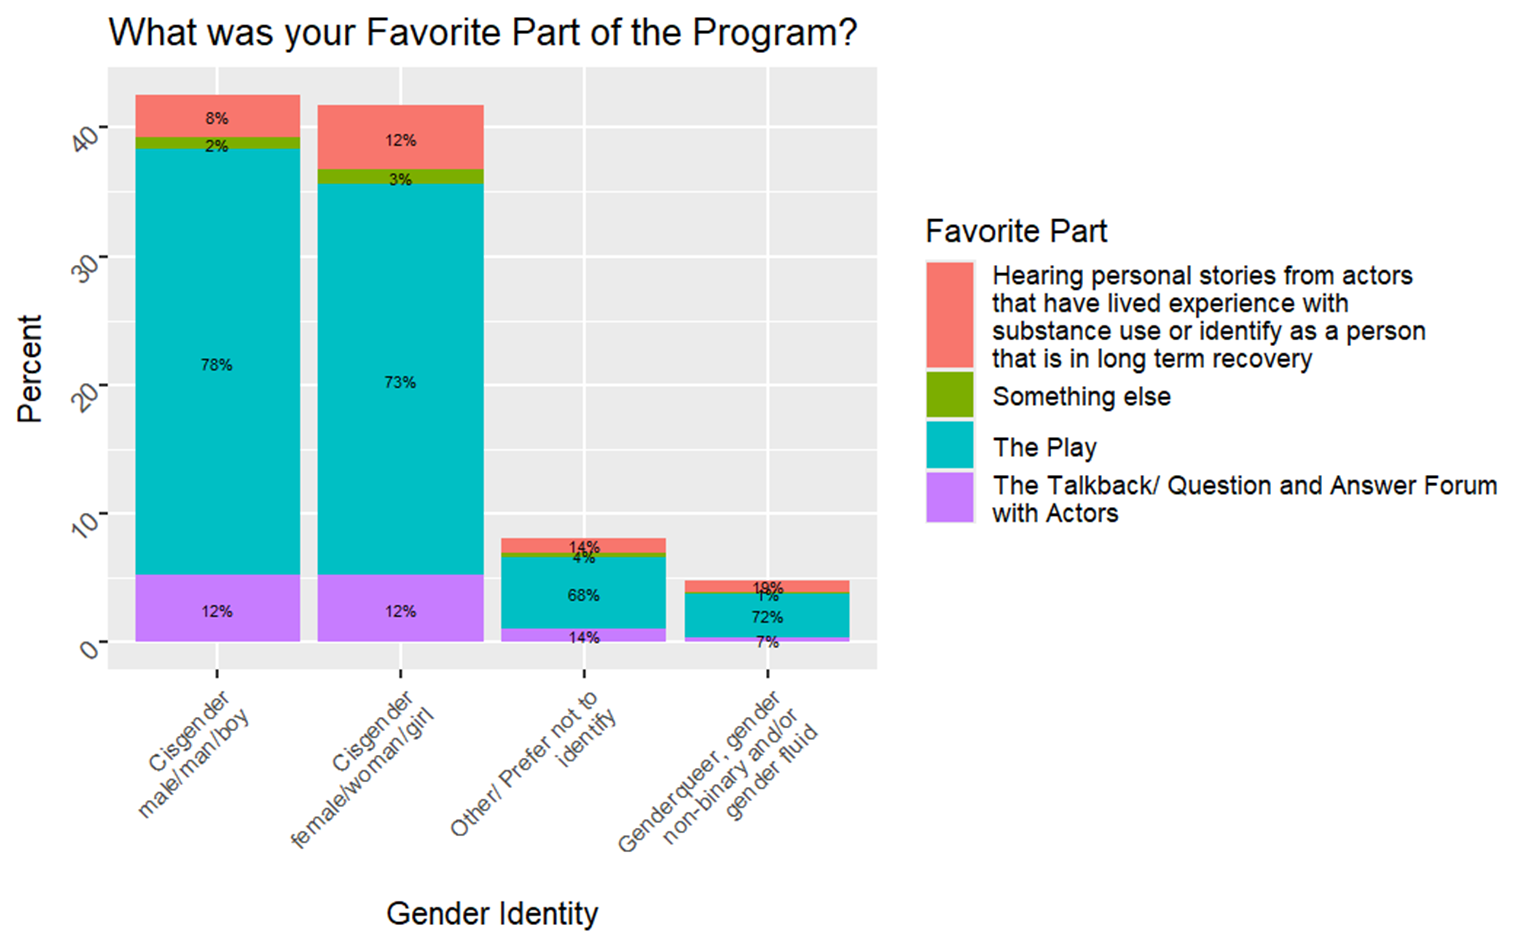 What was your Favorite Part of the Program?
Percent
40
30
20
10
0
8%
2%
78%
12%
12%
3%
73%
12%
14%
4%
68%
14%
19%
1%
72%
7%
Cisgender
male/man/boy
Cisgender
female/woman/girl
Other/ Prefer not to
identify
Genderqueer, gender
non-binary and/or
gender fluid
Gender Identity
Favorite Part
Hearing personal stories from actors
that have lived experience with
substance use or identify as a person
that is in long term recovery
Something else
The Play
The Talkback/ Question and Answer Forum
with Actors